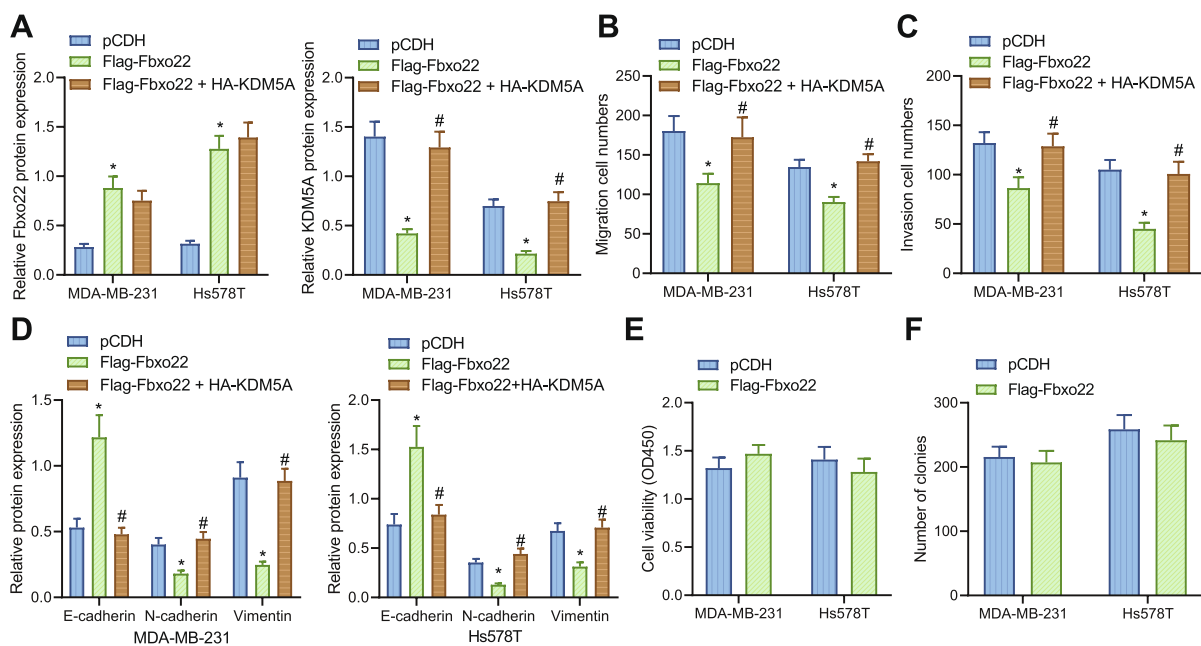 A
pCDH
Flag-Fbxo22
Flag-Fbxo22 + HA-KDM5A
Relative Fbxo22 protein expression
2.0
1.5
1.0
0.5
0.0
*
*
MDA-MB-231
Hs578T
Relative KDM5A protein expression
2.0
1.5
1.0
0.5
0.0
*
#
*
#
MDA-MB-231
Hs578T
B
pCDH
Flag-Fbxo22
Flag-Fbxo22 + HA-KDM5A
Migration cell numbers
250
200
150
100
50
0
*
#
*
#
MDA-MB-231
Hs578T
C
pCDH
Flag-Fbxo22
Flag-Fbxo22 + HA-KDM5A
Invasion cell numbers
200
150
100
50
0
*
#
*
#
MDA-MB-231
Hs578T
D
pCDH
Flag-Fbxo22
Flag-Fbxo22 + HA-KDM5A
Relative protein expression
1.5
1.0
0.5
0.0
*
#
*
#
*
#
E-cadherin
N-cadherin
Vimentin
MDA-MB-231
pCDH
Flag-Fbxo22
Flag-Fbxo22+HA-KDM5A
Relative protein expression
2.0
1.5
1.0
0.5
0.0
*
#
*
#
*
#
E-cadherin
N-cadherin
Vimentin
Hs578T
E
pCDH
Flag-Fbxo22
Cell viability (OD450)
2.0
1.5
1.0
0.5
0.0
MDA-MB-231
Hs578T
F
pCDH
Flag-Fbxo22
Number of clonies
300
200
100
0
MDA-MB-231
Hs578T